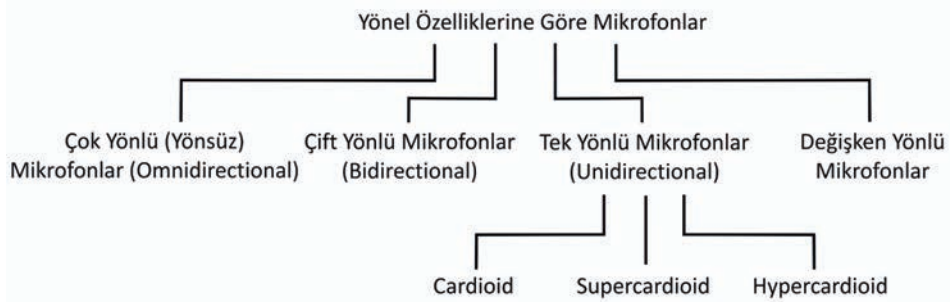 Yönel Özelliklerine Göre Mikrofonlar
Çok Yönlü (Yönsüz)
Mikrofonlar (Omnidirectional)
Çift Yönlü Mikrofonlar
(Bidirectional)
Tek Yönlü Mikrofonlar
(Unidirectional)
Değişken Yönlü
Mikrofonlar
Cardioid
Supercardioid
Hypercardioid